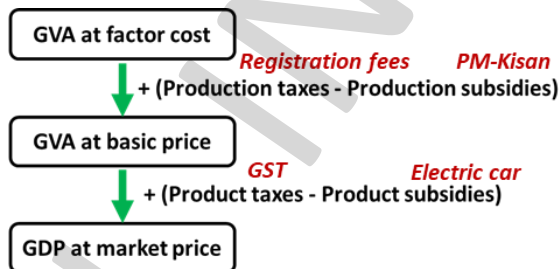 GVA at factor cost
Registration fees PM-Kisan
+ (Production taxes - Production subsidies)
GVA at basic price
GST Electric car
+ (Product taxes - Product subsidies)
GDP at market price